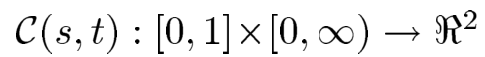 𝒞(s, t) : [0, 1]×[0, ∞) → ℜ²